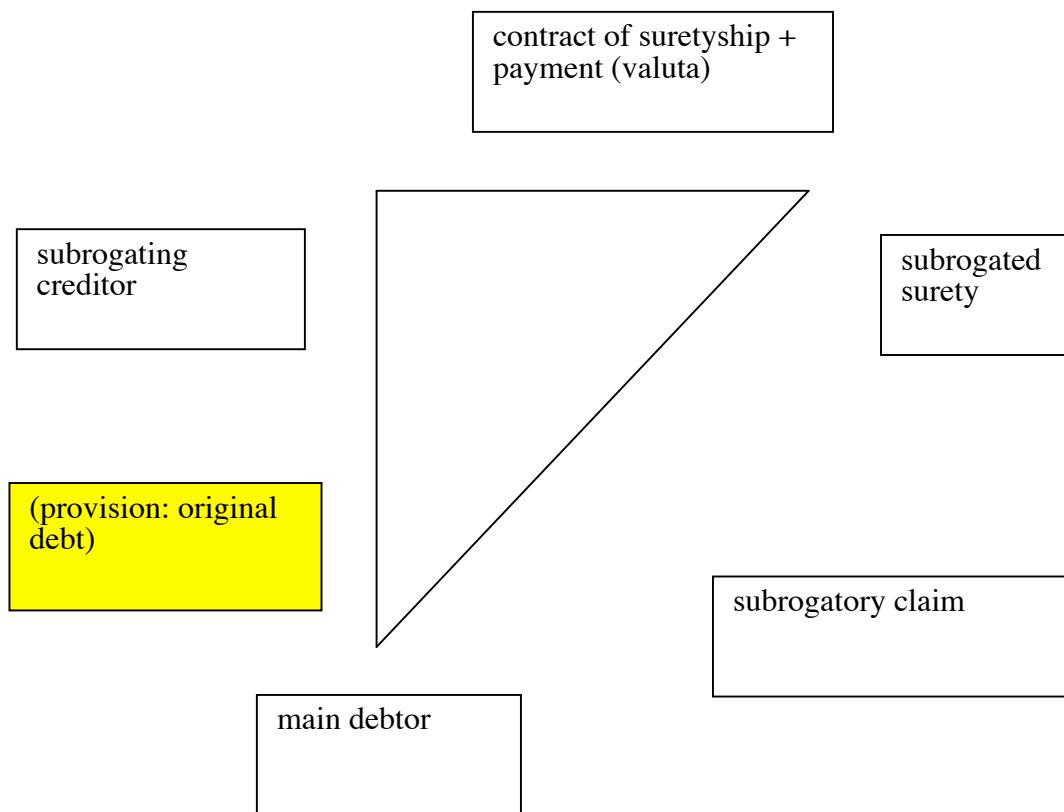 contract of suretyship +
payment (valuta)
subrogating
creditor
subrogated
surety
(provision: original
debt)
subrogatory claim
main debtor